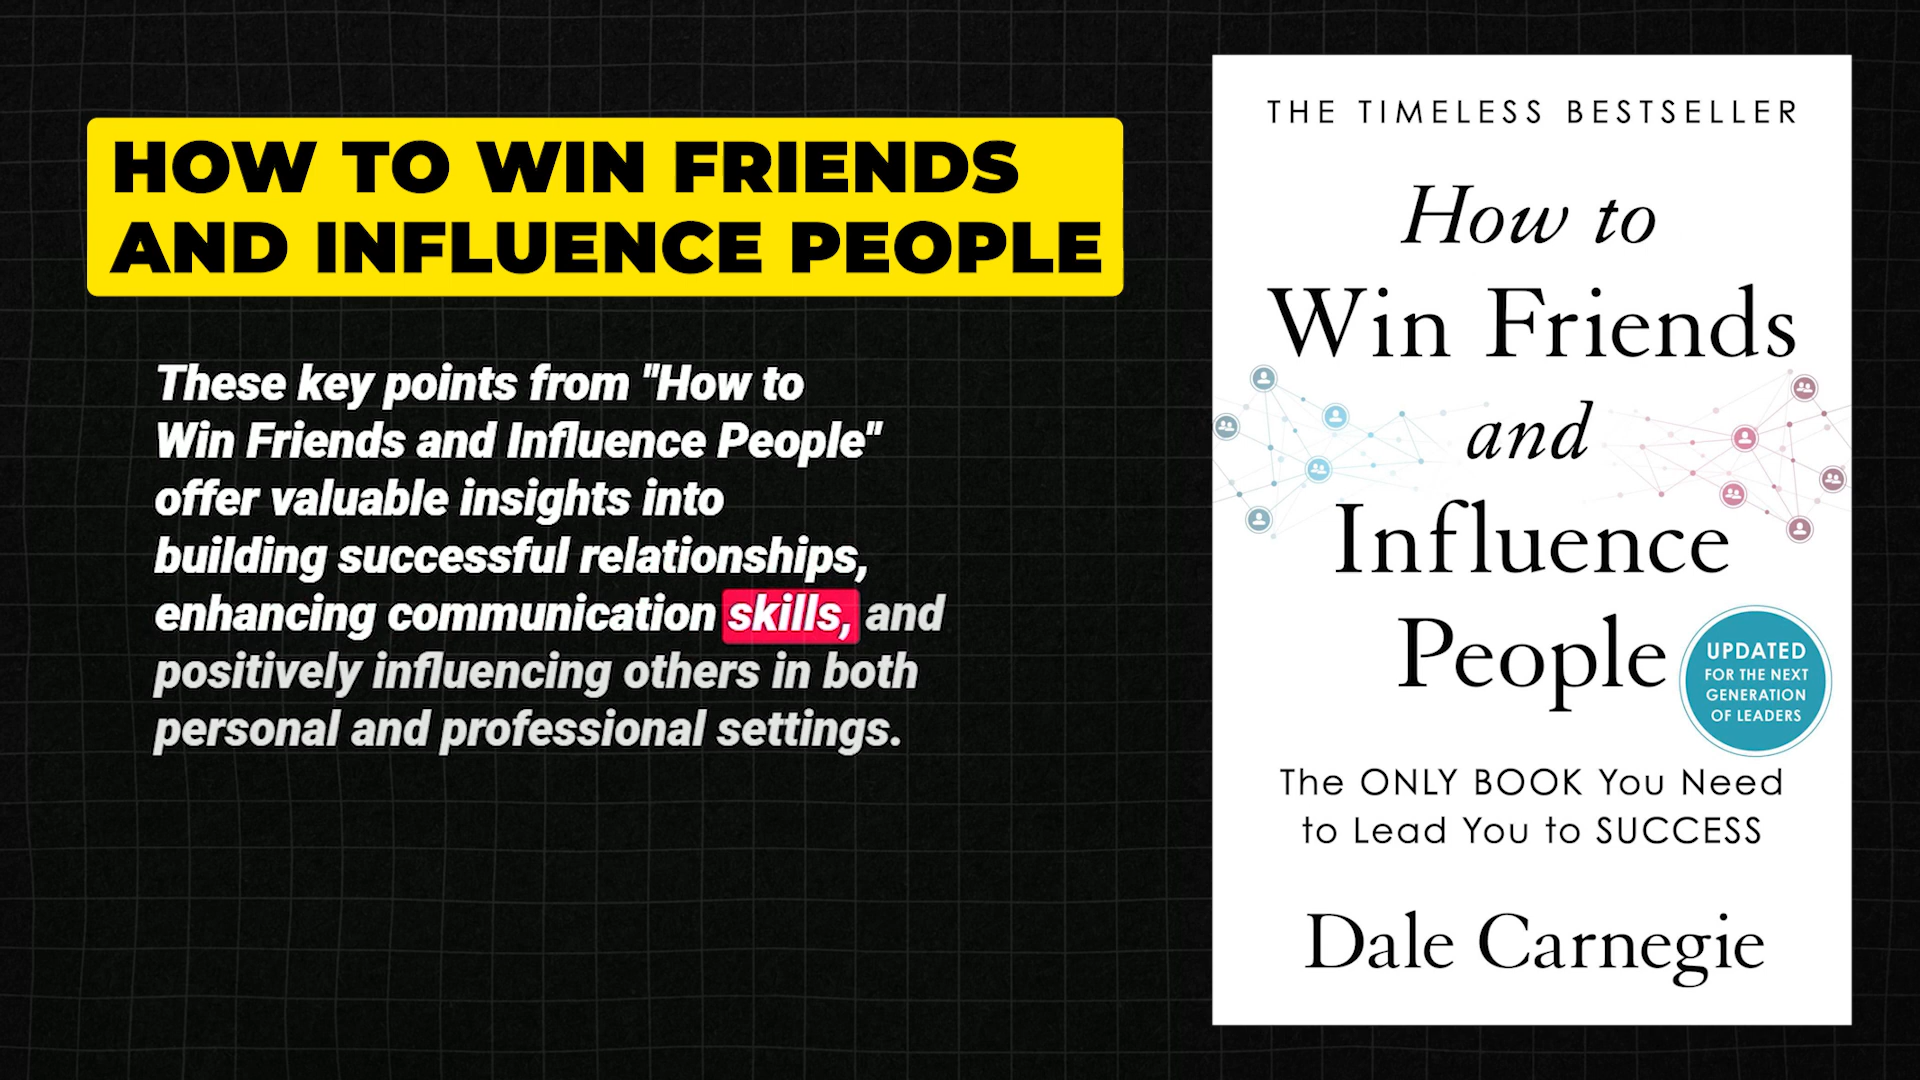 HOW TO WIN FRIENDS
AND INFLUENCE PEOPLE
These key points from "How to
Win Friends and Influence People"
offer valuable insights into
building successful relationships,
enhancing communication skills, and
positively influencing others in both
personal and professional settings.
THE TIMELESS BESTSELLER
How to
Win Friends
and
Influence
People
UPDATED
FOR THE NEXT
GENERATION
OF LEADERS
The ONLY BOOK You Need
to Lead You to SUCCESS
Dale Carnegie